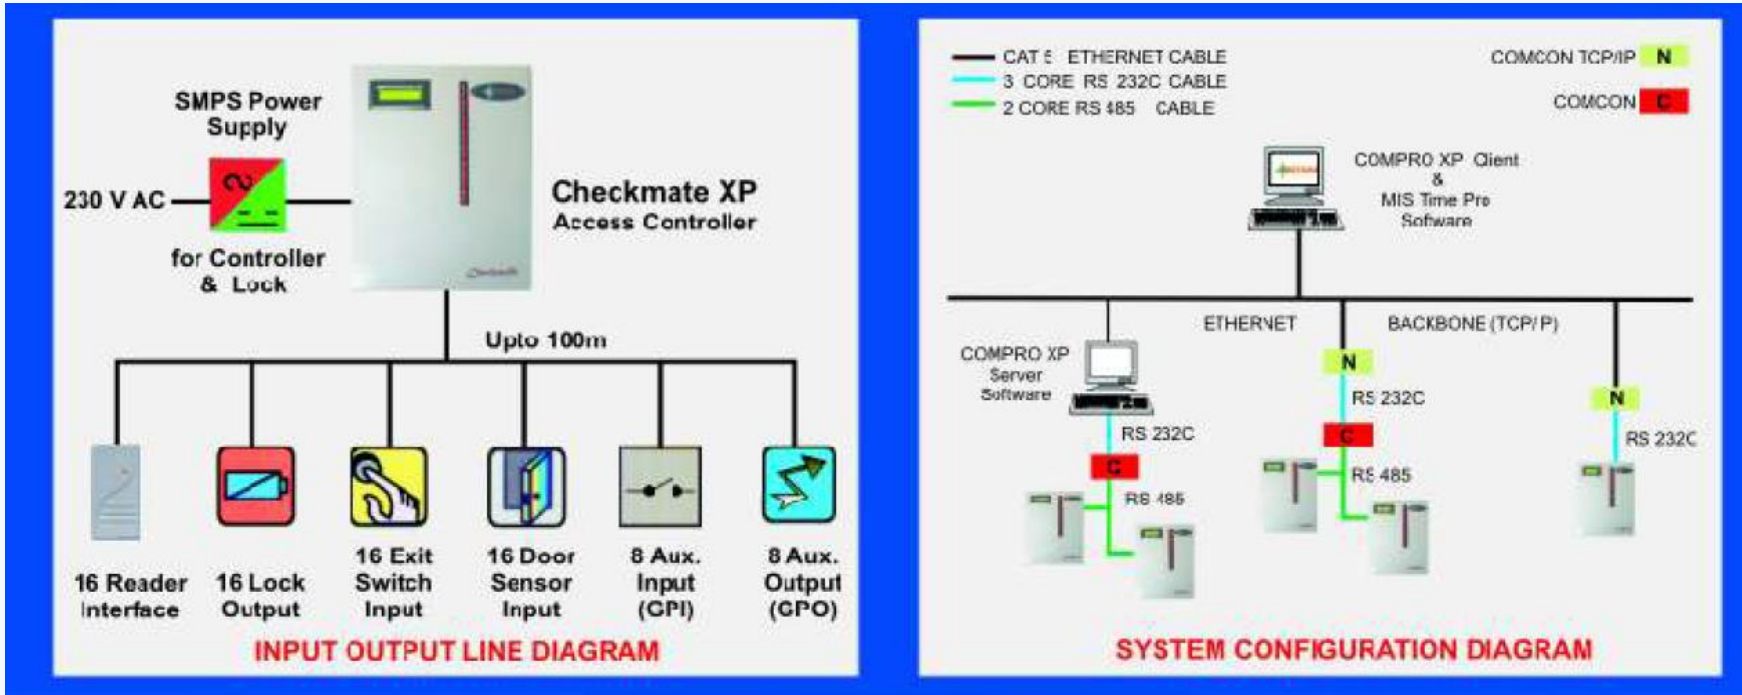 SMPS Power
Supply
230 V AC
for Controller
& Lock
Checkmate XP
Access Controller
Upto 100m
16 Reader
Interface
16 Lock
Output
16 Exit
Switch
Input
16 Door
Sensor
Input
8 Aux.
Input
(GPI)
8 Aux.
Output
(GPO)
INPUT OUTPUT LINE DIAGRAM
CAT 5 ETHERNET CABLE
3 CORE RS 232C CABLE
2 CORE RS 485 CABLE
COMCON TCP/IP N
COMCON C
COMPRO XP Client
&
MIS Time Pro
Software
ETHERNET BACKBONE (TCP/IP)
COMPRO XP
Server
Software
RS 232C
C
RS 485
N
RS 232C
C
RS 485
N
RS 232C
SYSTEM CONFIGURATION DIAGRAM